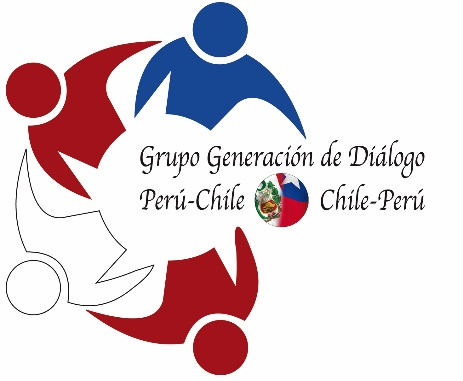 Grupo Generación de Diálogo
Perú-Chile Chile-Perú